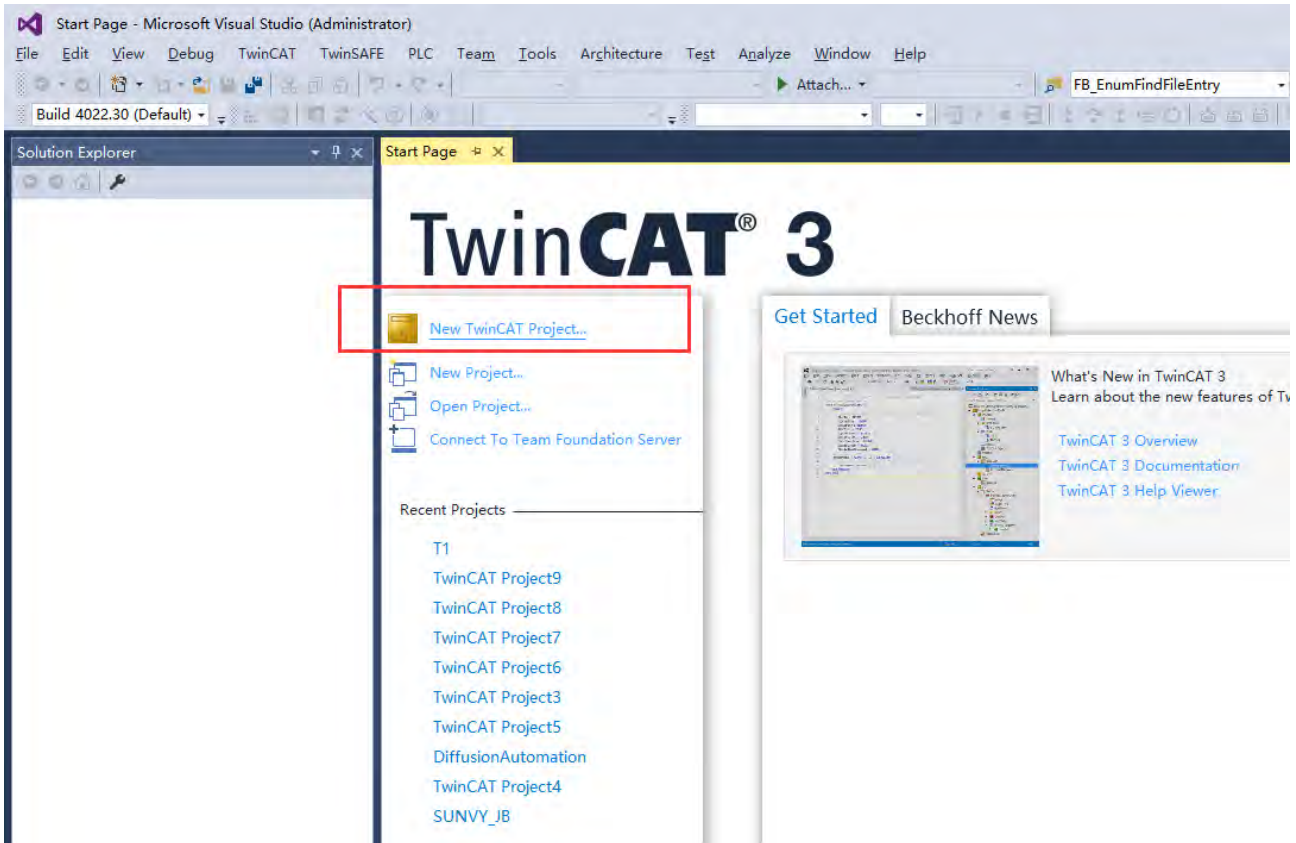 Start Page - Microsoft Visual Studio (Administrator)
File Edit View Debug TwinCAT TwinSAFE PLC Team Tools Architecture Test Analyze Window Help
Attach... FB_EnumFindFileEntry
Build 4022.30 (Default)
Solution Explorer
Start Page
TwinCAT® 3
New TwinCAT Project...
New Project...
Open Project...
Connect To Team Foundation Server
Recent Projects
T1
TwinCAT Project9
TwinCAT Project8
TwinCAT Project7
TwinCAT Project6
TwinCAT Project3
TwinCAT Project5
DiffusionAutomation
TwinCAT Project4
SUNVY_JB
Get Started Beckhoff News
What's New in TwinCAT 3
Learn about the new features of Tw
TwinCAT 3 Overview
TwinCAT 3 Documentation
TwinCAT 3 Help Viewer